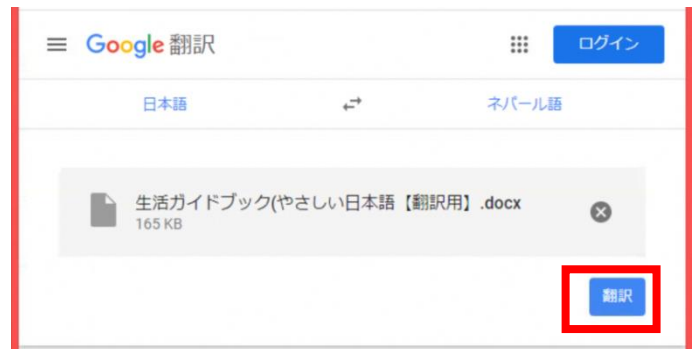 Google 翻訳
ログイン
日本語
ネパール語
生活ガイドブック(やさしい日本語【翻訳用】.docx
165 KB
翻訳